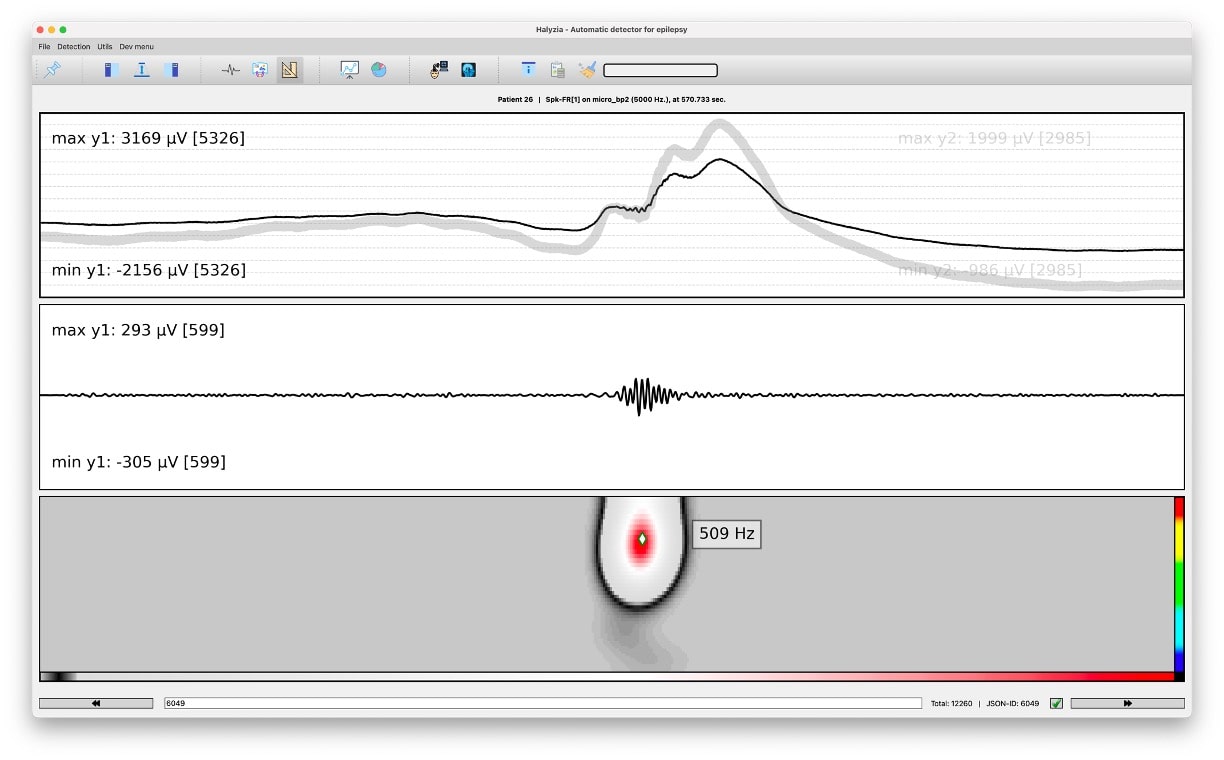 Halyzia - Automatic detector for epilepsy
File Detection Utils Dev menu
Patient 26 | Spk-FR[1] on micro_bp2 (5000 Hz.), at 570.733 sec.
max y1: 3169 µV [5326] max y2: 1999 µV [2985]
min y1: -2156 µV [5326] min y2: -986 µV [2985]
max y1: 293 µV [599]
min y1: -305 µV [599]
509 Hz
6049 Total: 12260 | JSON-ID: 6049